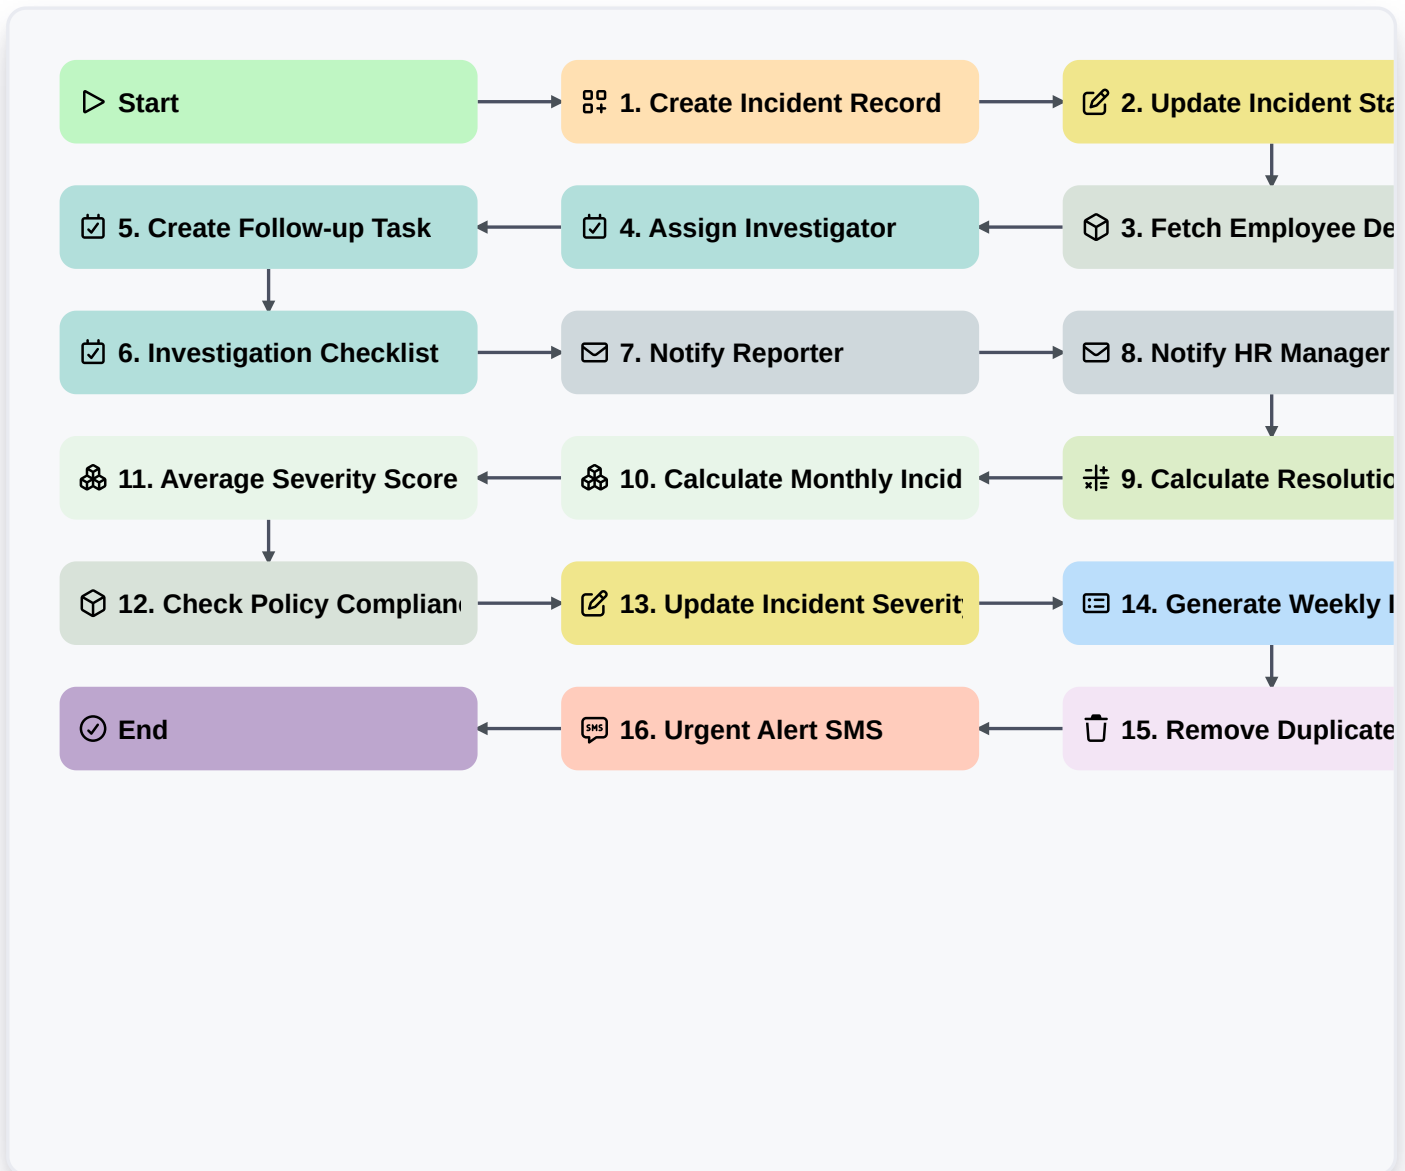 Start
1. Create Incident Record
2. Update Incident Sta
5. Create Follow-up Task
4. Assign Investigator
3. Fetch Employee De
6. Investigation Checklist
7. Notify Reporter
8. Notify HR Manager
11. Average Severity Score
10. Calculate Monthly Incid
9. Calculate Resolutio
12. Check Policy Complian
13. Update Incident Severity
14. Generate Weekly
End
SMS
16. Urgent Alert SMS
15. Remove Duplicate